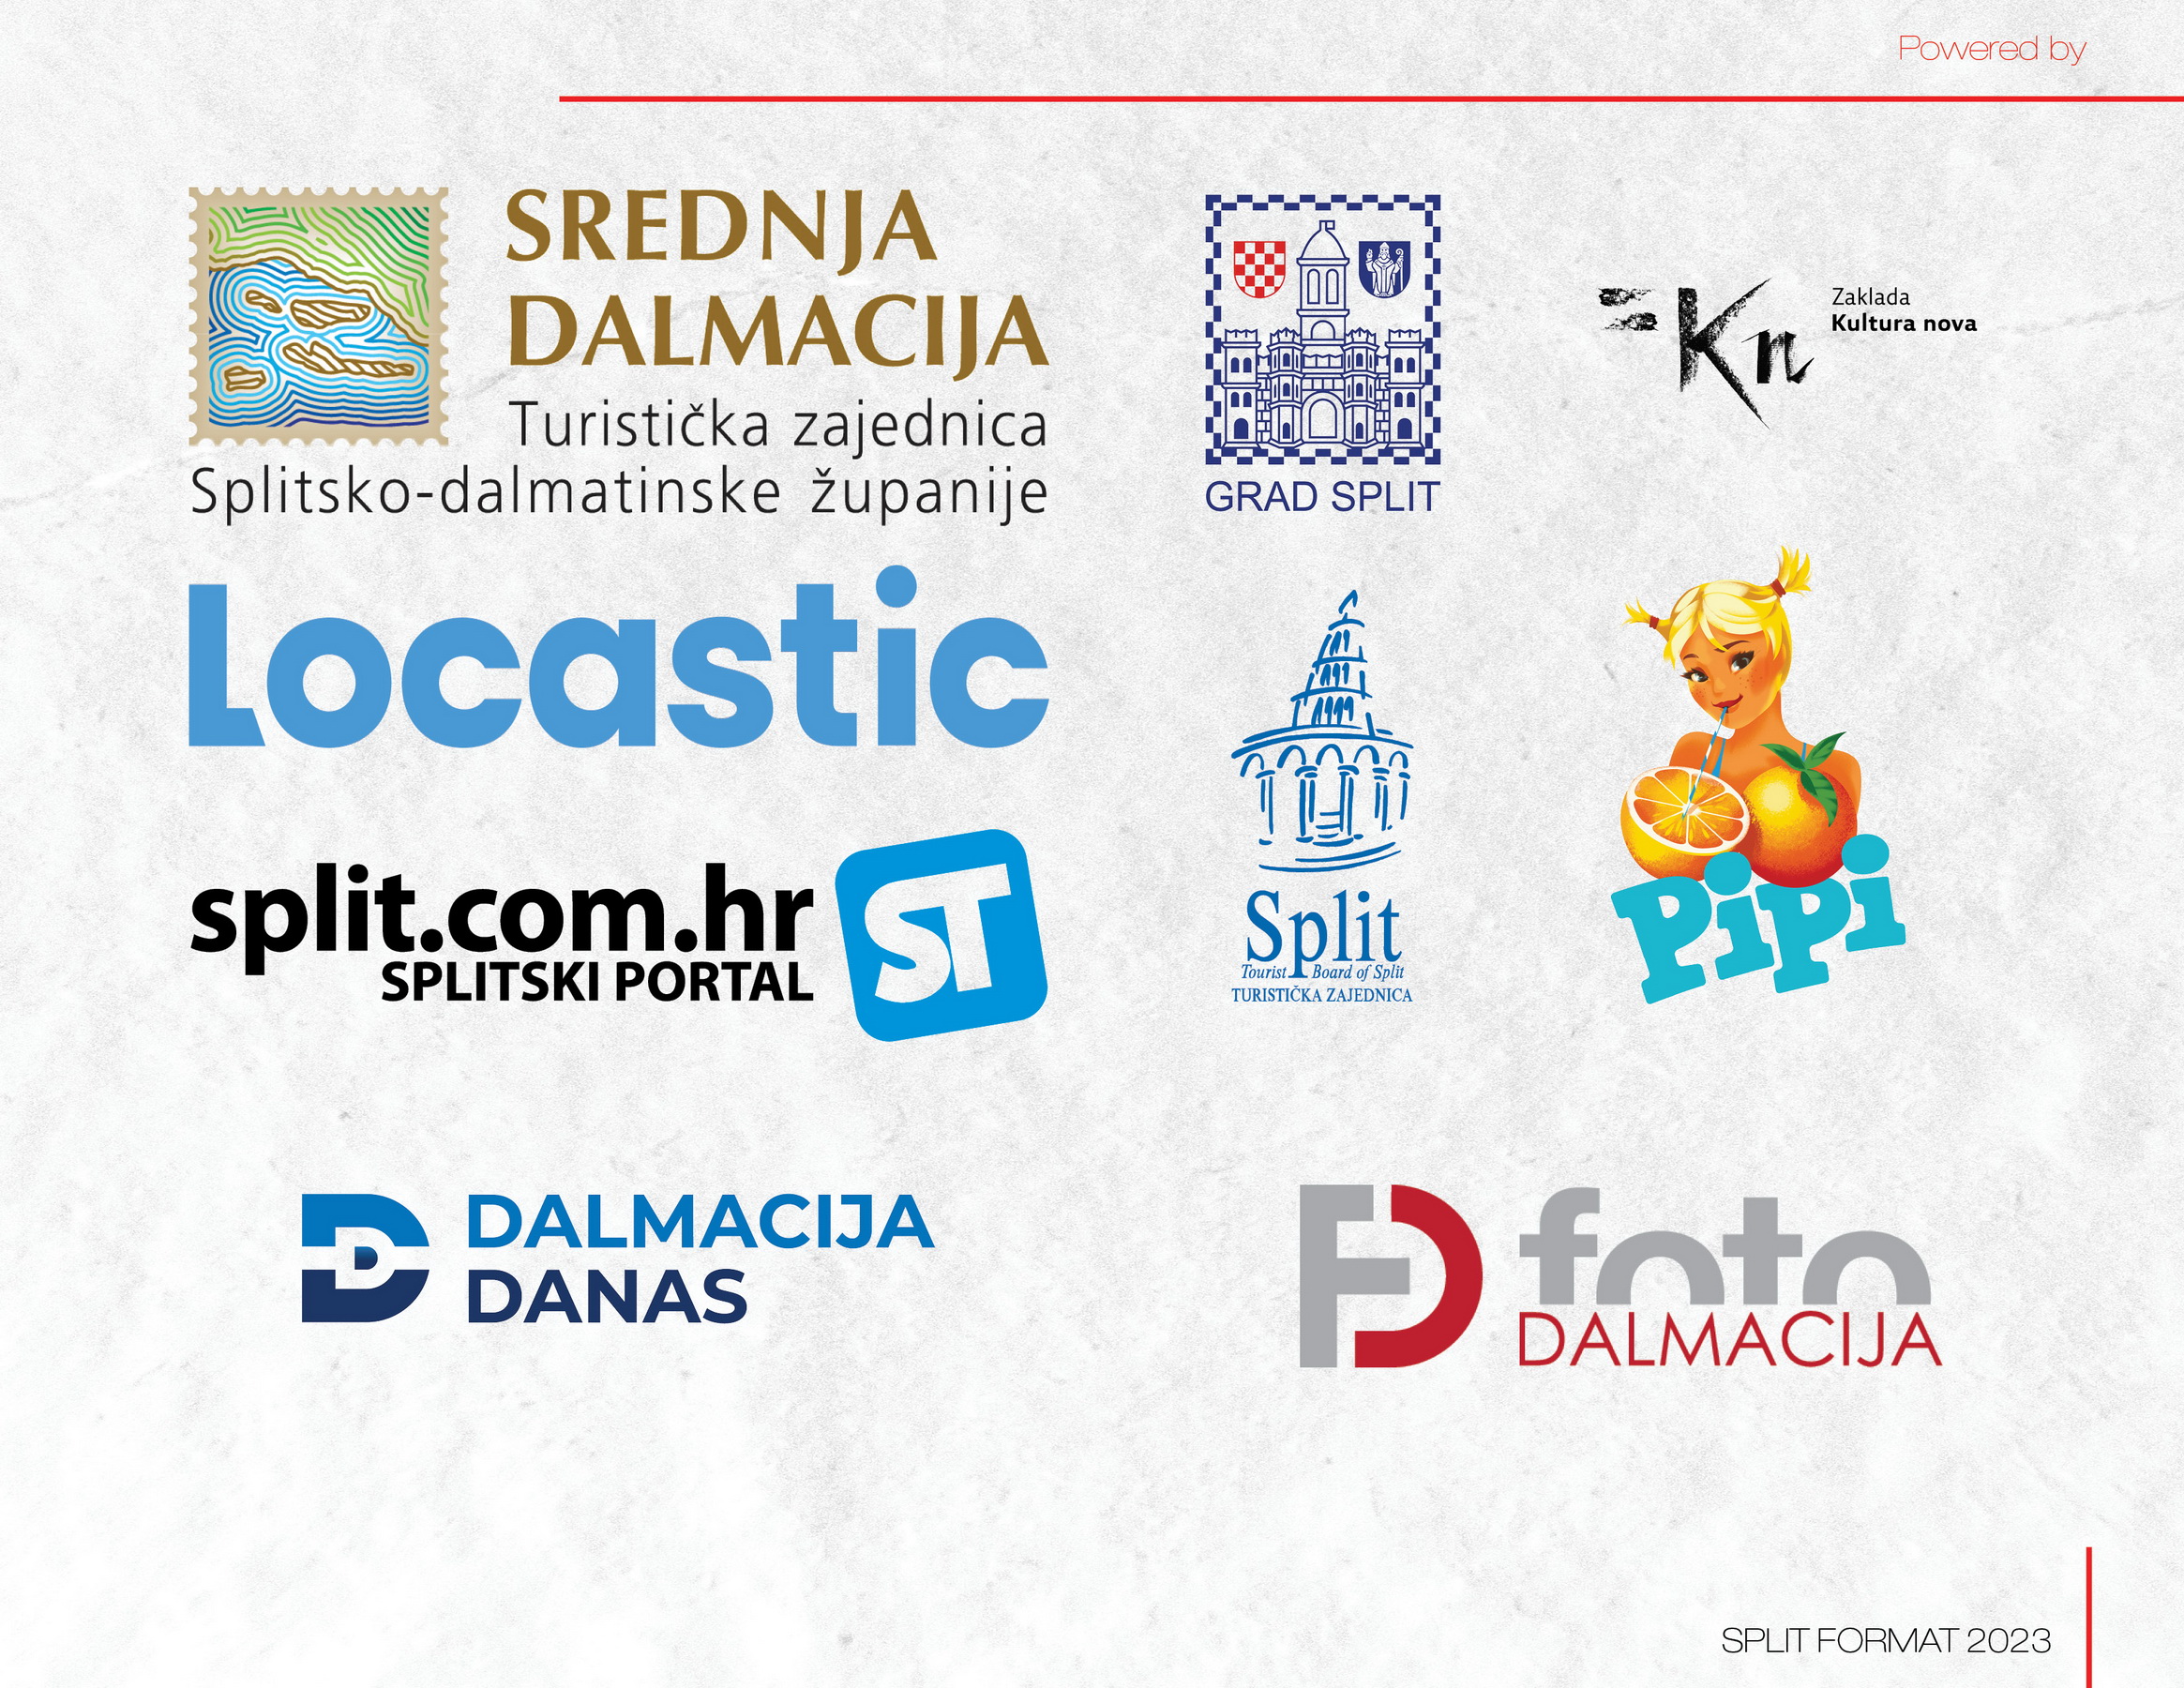 Powered by
SREDNJA
DALMACIJA
Turistička zajednica
Splitsko-dalmatinske županije
GRAD SPLIT
Kn
Zaklada
Kultura nova
Locastic
split.com.hr
SPLITSKI PORTAL
ST
Split
Tourist Board of Split
TURISTIČKA ZAJEDNICA
PiPi
D
DALMACIJA
DANAS
FD
foto
DALMACIJA
SPLIT FORMAT 2023